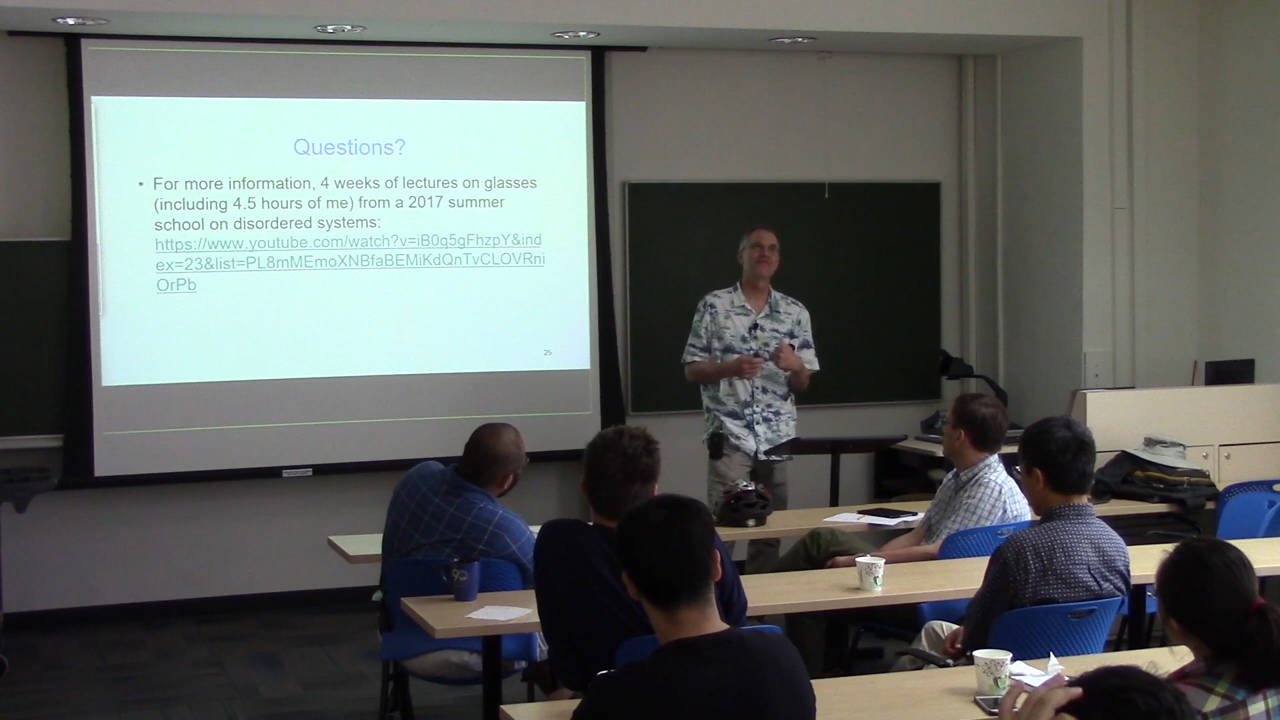 Questions?
• For more information, 4 weeks of lectures on glasses
(including 4.5 hours of me) from a 2017 summer
school on disordered systems:
https://www.youtube.com/watch?v=iB0q5gFhzpY&ind
ex=23&list=PL8mMEmoXNBfaBEMiKdQnTvCLOVRni
OrPb
25